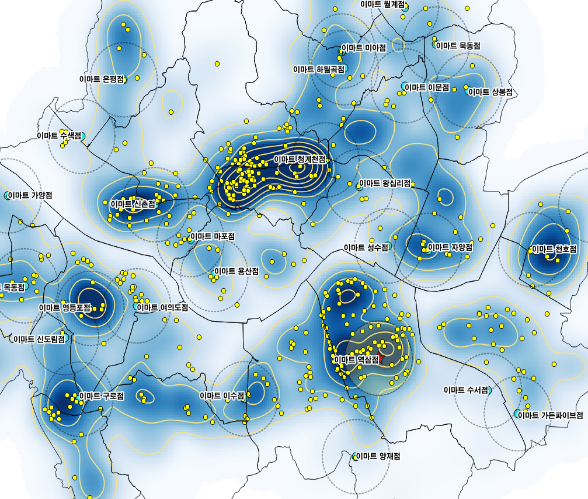 이마트 월계점
이마트 미아점
이마트 묵동점
이마트 하월곡점
이마트 은평점
이마트 이문점
이마트 상봉점
이마트 수색점
이마트 청계천점
이마트 왕십리점
이마트 가양점
이마트 신촌점
이마트 마포점
이마트 성수점
이마트 자양점
이마트 천호점
이마트 용산점
목동점
이마트 영등포점
이마트 여의도점
이마트 신도림점
이마트 역삼점
이마트 구로점
이마트 이수점
이마트 수서점
이마트 가든파이브점
이마트 양재점